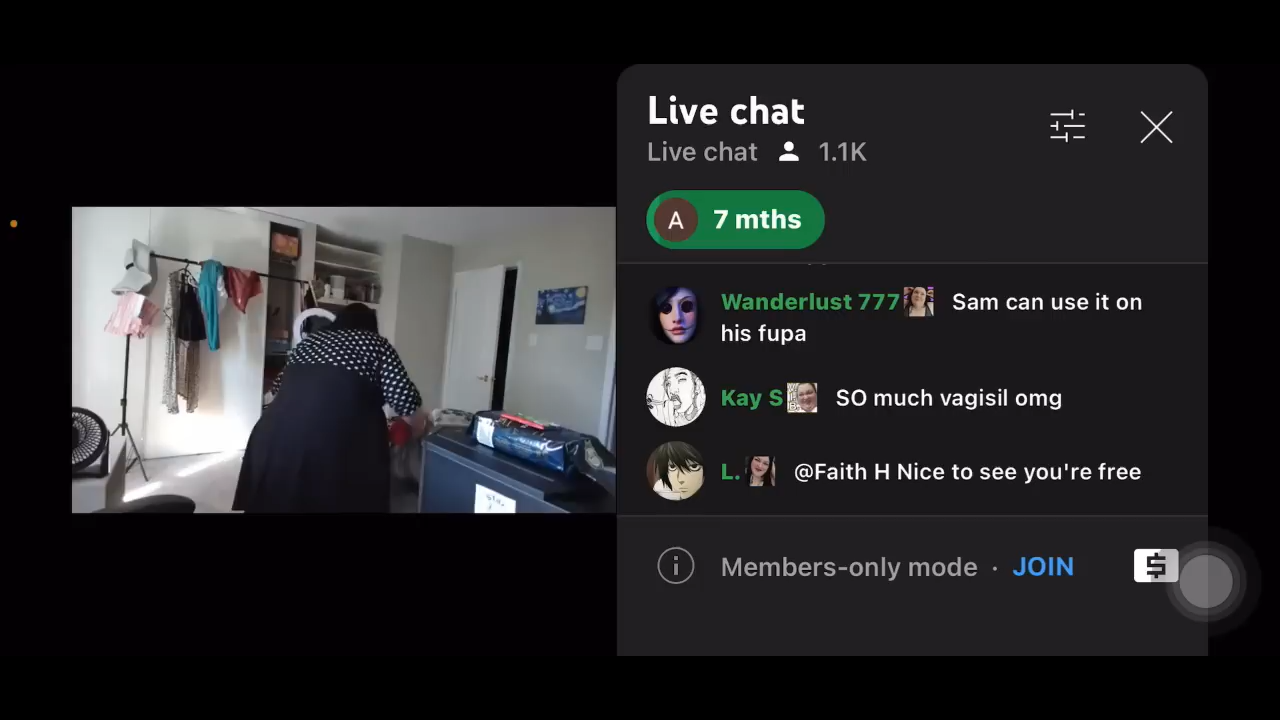 Live chat
Live chat 1.1K
A 7 mths
Wanderlust 777 Sam can use it on
his fupa
Kay S SO much vagisil omg
L. @Faith H Nice to see you're free
Members-only mode · JOIN
$